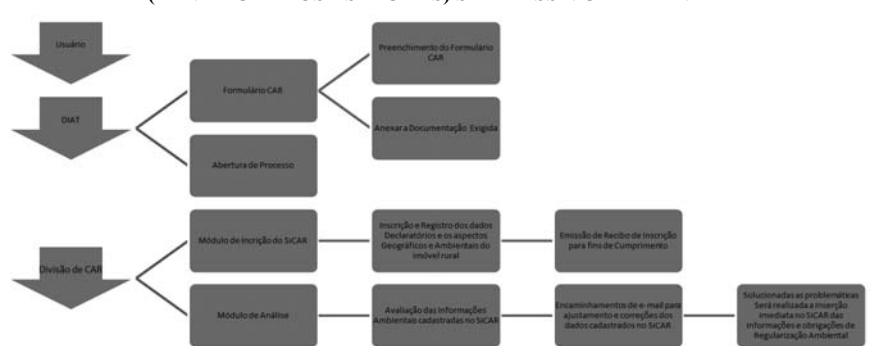 Usuário
Preenchimento do Formulário
CAR
Formulário CAR
DIAT
Anexar a Documentação Exigida
Abertura de Processo
Módulo de Incrição do SiCAR
Inscrição e Registro dos dados
Declaratórios e os aspectos
Geográficos e Ambientais do
imóvel rural
Emissão de Recibo de Inscrição
para fins de Cumprimento
Divisão de CAR
Módulo de Análise
Avaliação das Informações
Ambientais cadastradas no SiCAR
Encaminhamentos de e-mail para
ajustamento e correções dos
dados cadastrados no SiCAR
Solucionadas as problemáticas
Será realizada a Inserção
imediata no SiCAR das
Informações e obrigações de
Regularização Ambiental